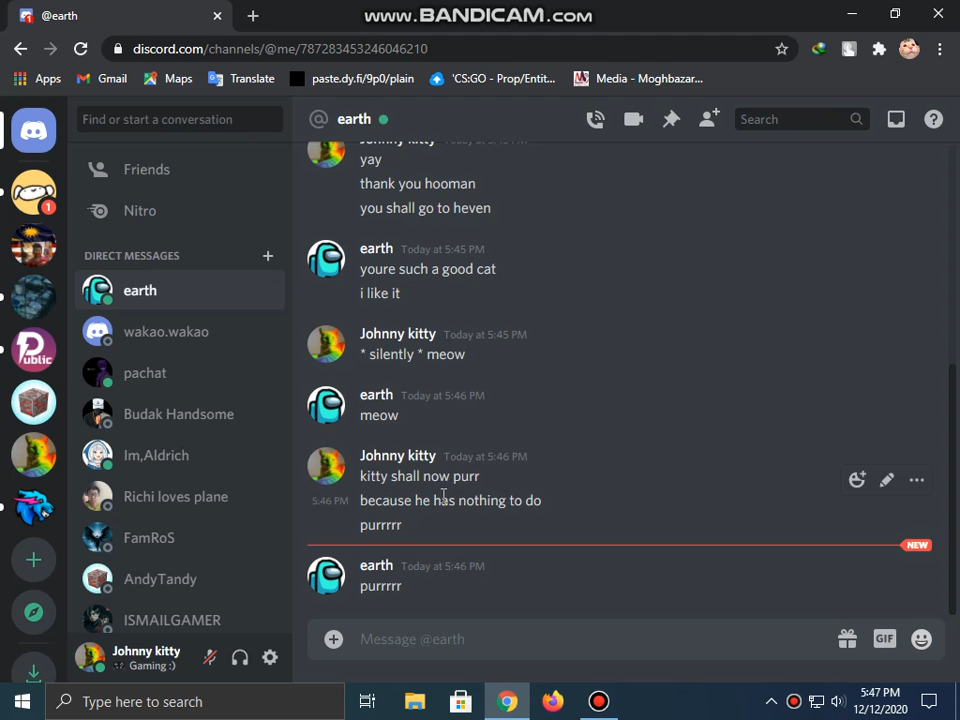 @earth
www.BANDICAM.com
discord.com/channels/@me/787283453246046210
Apps
Gmail
Maps
Translate
paste.dy.fi/9p0/plain
'CS:GO - Prop/Entit...
Media - Moghbazar...
Find or start a conversation
@ earth
Search
Friends
Nitro
DIRECT MESSAGES
earth
wakao.wakao
pachat
Budak Handsome
Im,Aldrich
Richi loves plane
FamRoS
AndyTandy
ISMAILGAMER
1
Public
Johnny kitty
Gaming :)
Johnny kitty
yay
thank you hooman
you shall go to heven
earth Today at 5:45 PM
youre such a good cat
i like it
Johnny kitty Today at 5:45 PM
* silently * meow
earth Today at 5:46 PM
meow
Johnny kitty Today at 5:46 PM
kitty shall now purr
5:46 PM because he has nothing to do
purrrrr
NEW
earth Today at 5:46 PM
purrrrr
Message @earth
GIF
Type here to search
5:47 PM
12/12/2020